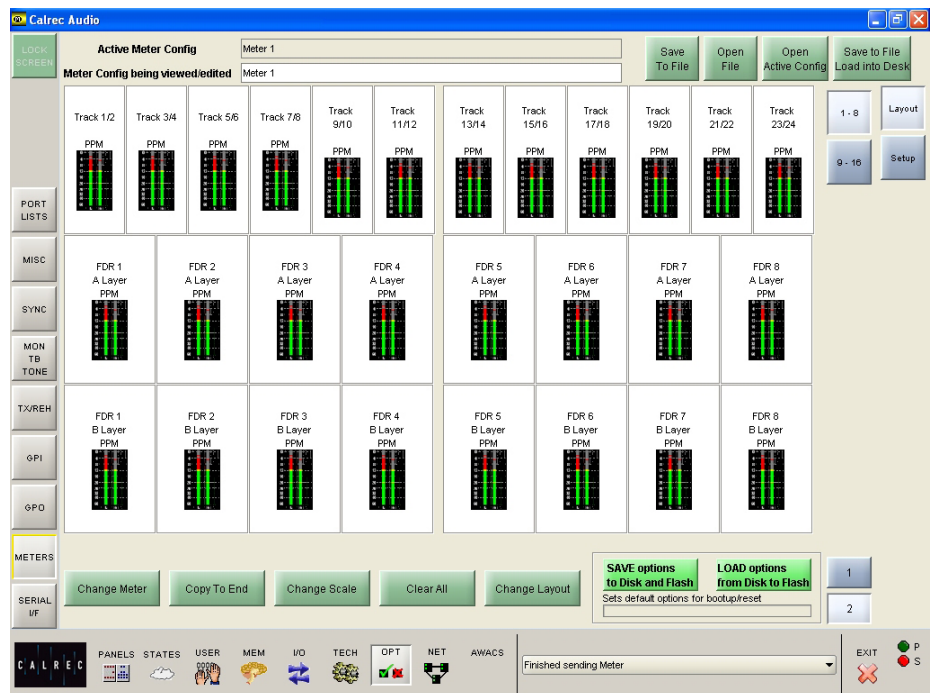 Calrec Audio
LOCK SCREEN
Active Meter Config
Meter 1
Meter Config being viewed/edited
Meter 1
Save To File
Open File
Open Active Config
Save to File Load into Desk
Track 1/2
Track 3/4
Track 5/6
Track 7/8
Track 9/10
Track 11/12
Track 13/14
Track 15/16
Track 17/18
Track 19/20
Track 21/22
Track 23/24
PPM PPM PPM PPM PPM PPM PPM PPM PPM PPM PPM PPM
1 - 8
Layout
9 - 16
Setup
PORT LISTS
MISC
SYNC
MON TB TONE
TX/REH
GPI
GPO
METERS
SERIAL I/F
FDR 1 A Layer PPM
FDR 2 A Layer PPM
FDR 3 A Layer PPM
FDR 4 A Layer PPM
FDR 5 A Layer PPM
FDR 6 A Layer PPM
FDR 7 A Layer PPM
FDR 8 A Layer PPM
FDR 1 B Layer PPM
FDR 2 B Layer PPM
FDR 3 B Layer PPM
FDR 4 B Layer PPM
FDR 5 B Layer PPM
FDR 6 B Layer PPM
FDR 7 B Layer PPM
FDR 8 B Layer PPM
Change Meter
Copy To End
Change Scale
Clear All
Change Layout
SAVE options to Disk and Flash
LOAD options from Disk to Flash
Sets default options for bootup/reset
1
2
CALREC
PANELS
STATES
USER
MEM
I/O
TECH
OPT
NET
AWACS
Finished sending Meter
EXIT
P
S